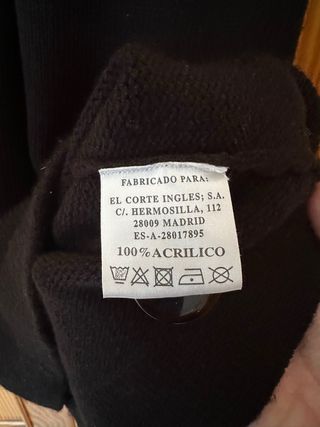 FABRICADO PARA:
EL CORTE INGLES; S.A.
C/. HERMOSILLA, 112
28009 MADRID
ES-A-28017895
100% ACRILICO